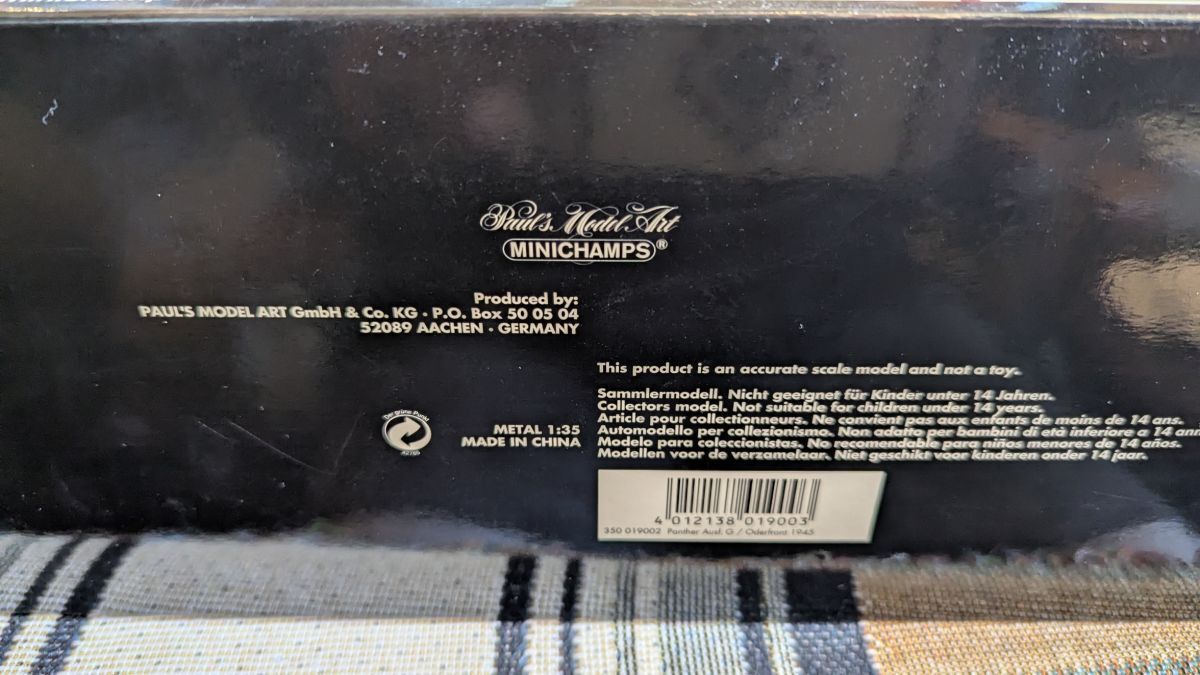 Paul's Model Art
MINICHAMPS®
Produced by:
PAUL'S MODEL ART GmbH & Co. KG · P.O. Box 50 05 04
52089 AACHEN · GERMANY
This product is an accurate scale model and not a toy.
Sammlermodell. Nicht geeignet für Kinder unter 14 Jahren.
Collectors model. Not suitable for children under 14 years.
Article pour collectionneurs. Ne convient pas aux enfants de moins de 14 ans.
Automodello per collezionismo. Non adatto per bambini di età inferiore a 14 ann
Modelo para coleccionistas. No recomendable para niños menores de 14 años.
Modellen voor de verzamelaar. Niet geschikt voor kinderen onder 14 jaar.
Der grüne Punkt
METAL 1:35
MADE IN CHINA
4 012138 019003
350 019002 Panther Ausf. G / Oderfront 1945